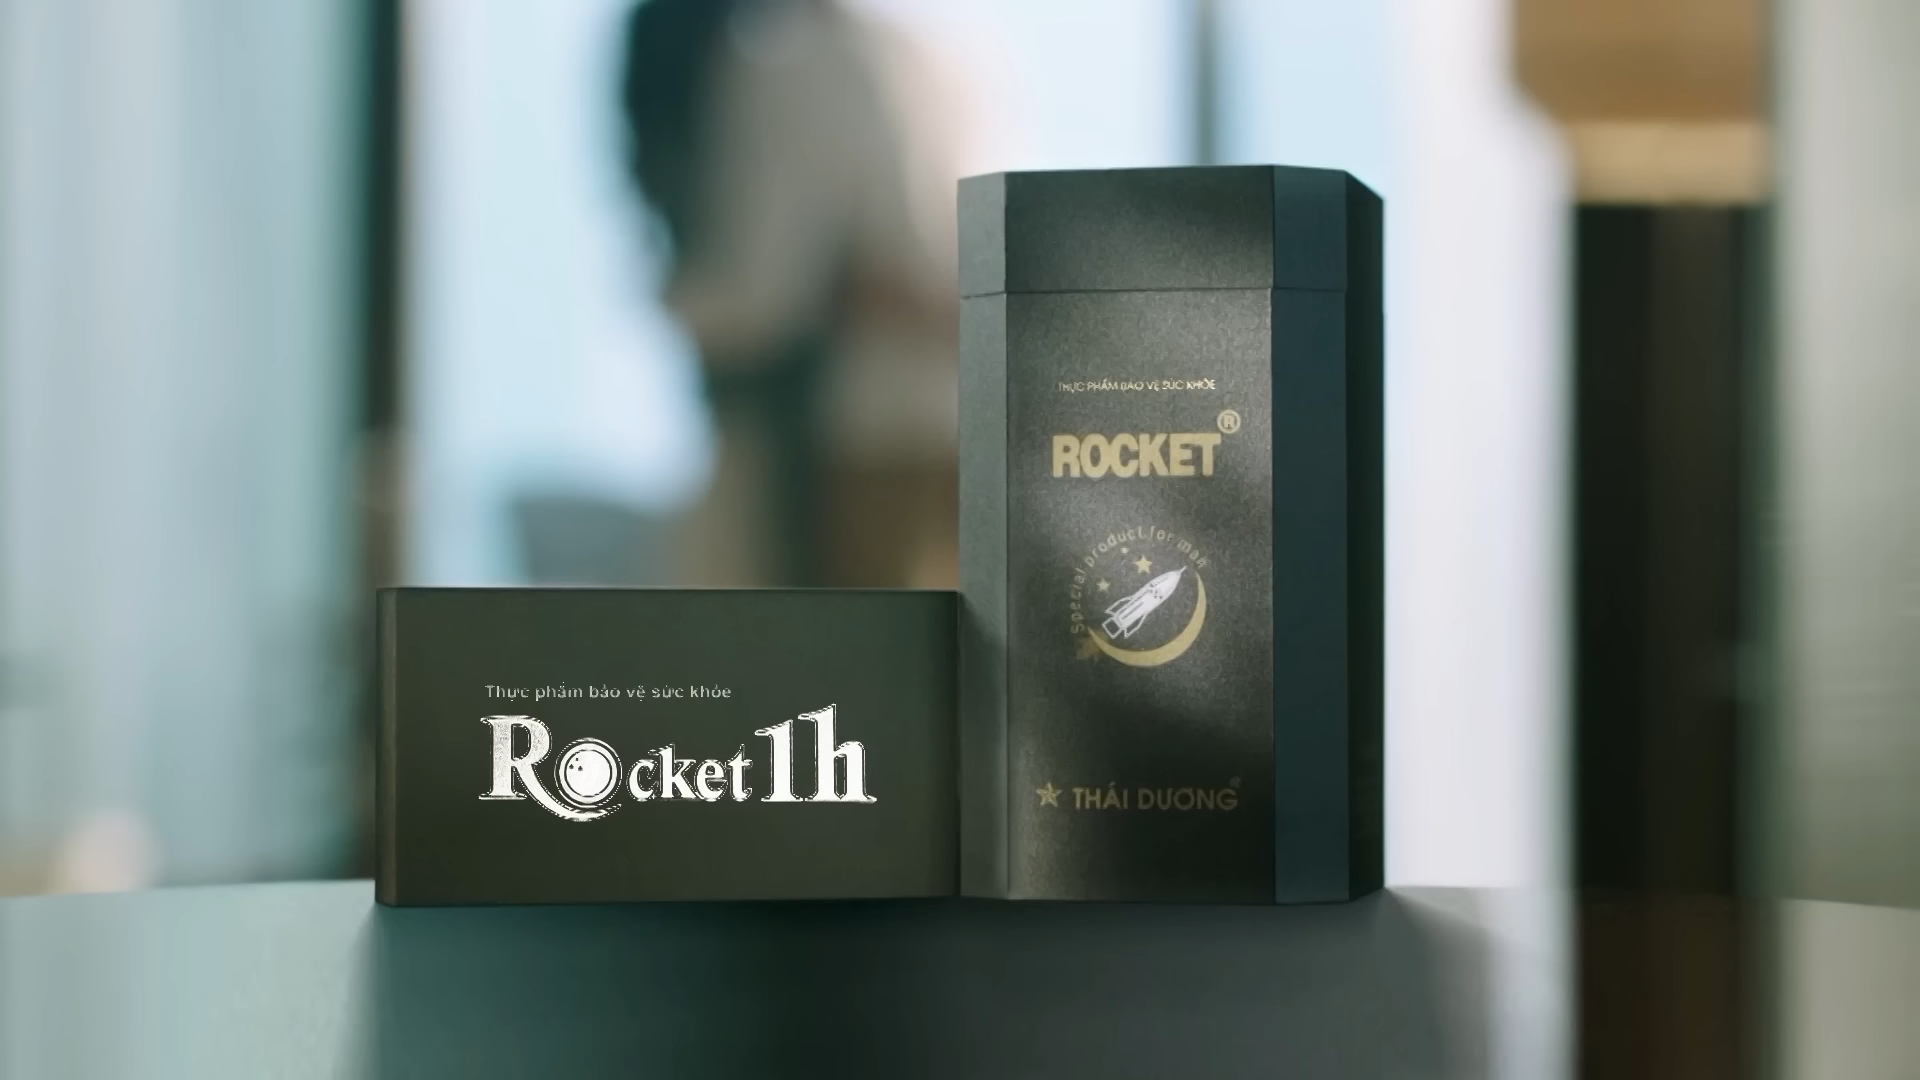 Thực phẩm bảo vệ sức khỏe
Rocket 1h
THỰC PHẨM BẢO VỆ SỨC KHỎE
ROCKET®
Special product for man
THÁI DƯƠNG®